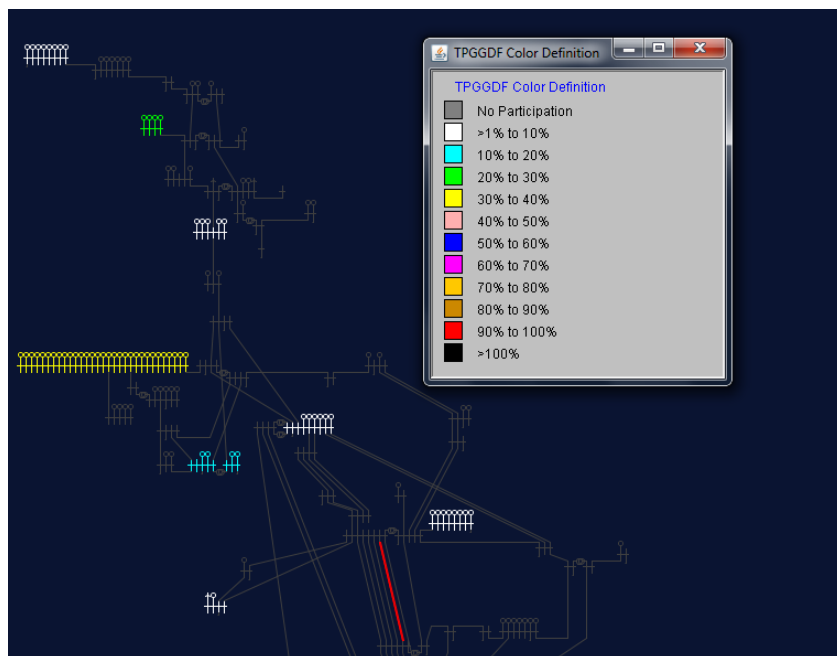 TPGGDF Color Definition
TPGGDF Color Definition
No Participation
>1% to 10%
10% to 20%
20% to 30%
30% to 40%
40% to 50%
50% to 60%
60% to 70%
70% to 80%
80% to 90%
90% to 100%
>100%